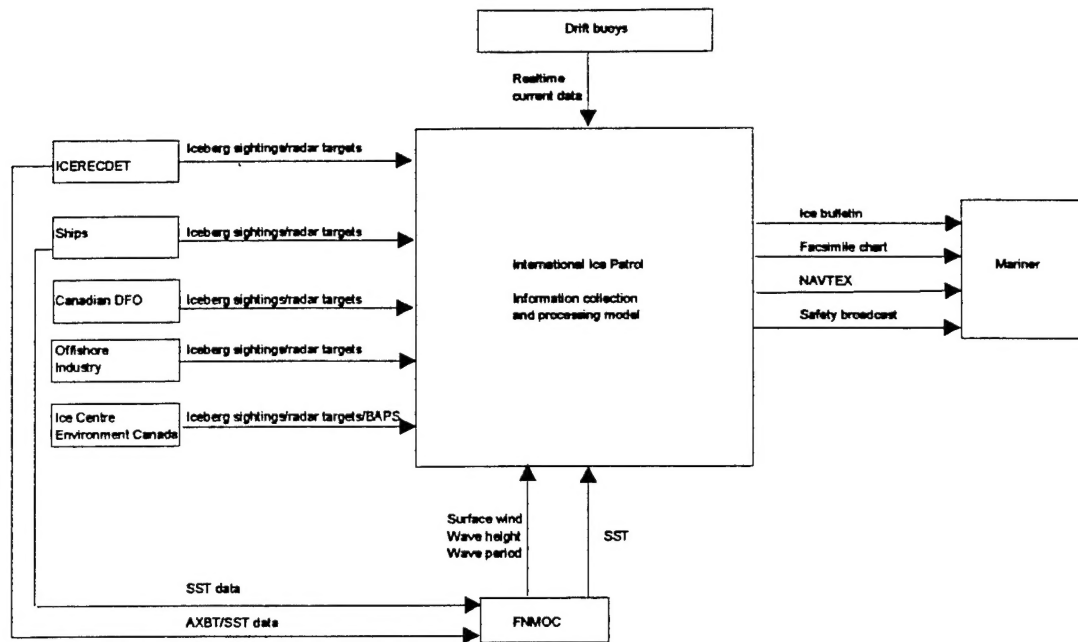 Drift buoys
Realtime
current data
ICERECDET
Iceberg sightings/radar targets
Ships
Iceberg sightings/radar targets
Canadian DFO
Iceberg sightings/radar targets
Offshore
Industry
Iceberg sightings/radar targets
Ice Centre
Environment Canada
Iceberg sightings/radar targets/BAPS
International Ice Patrol
Information collection
and processing model
Ice bulletin
Facsimile chart
NAVTEX
Safety broadcast
Mariner
Surface wind
Wave height
Wave period
SST
SST data
AXBT/SST data
FNMOC